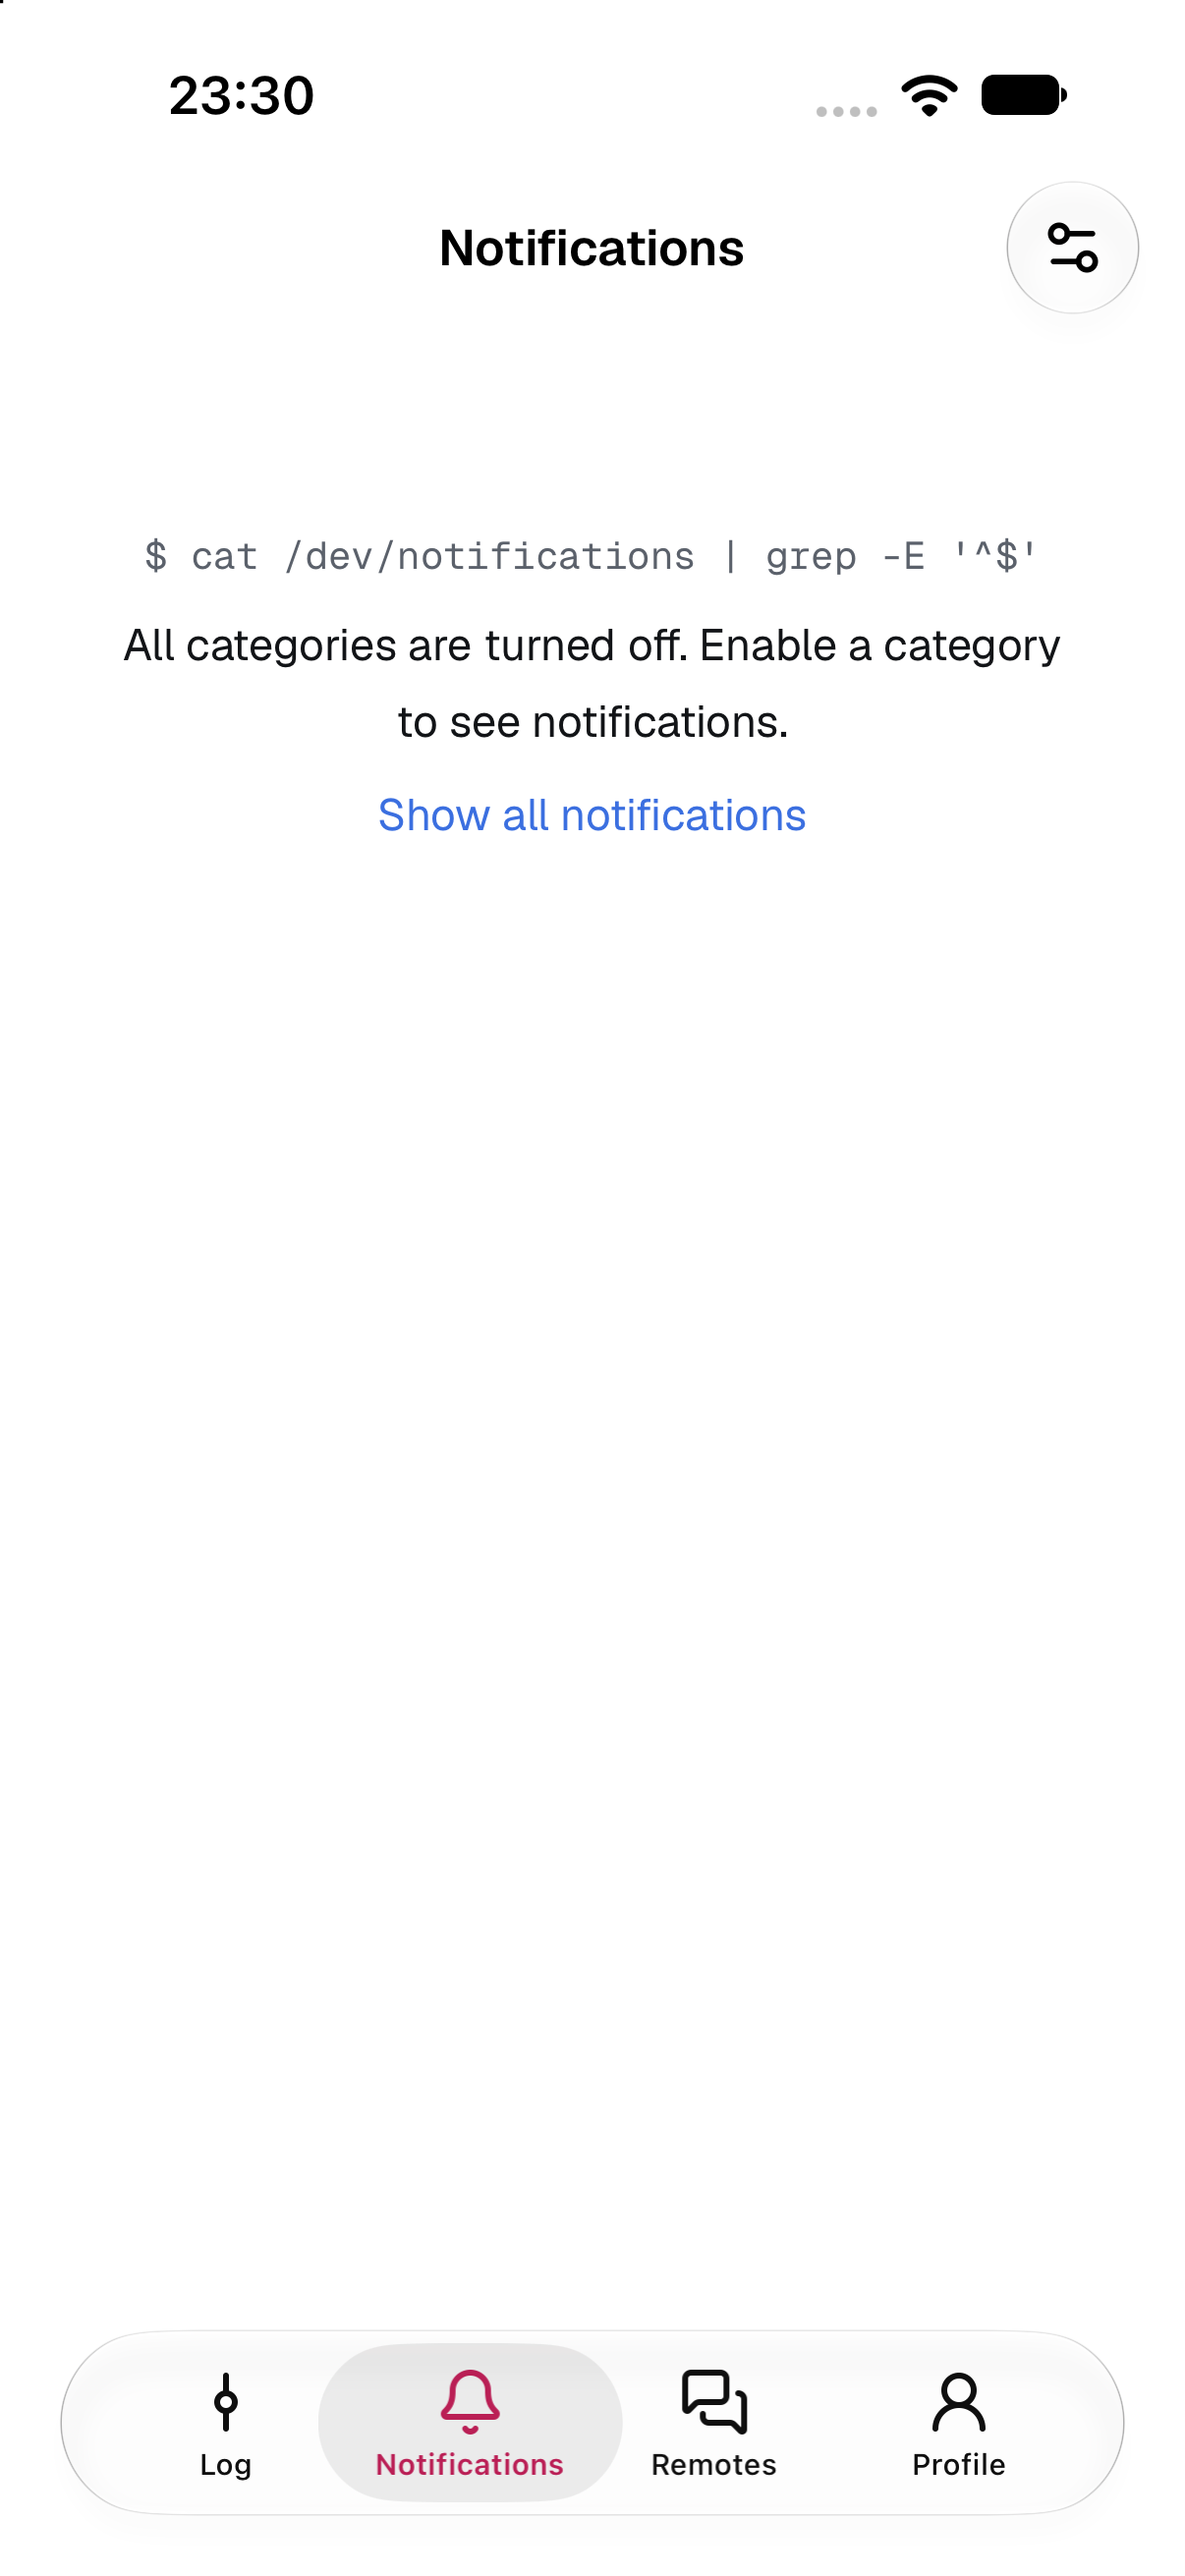 23:30
Notifications
$ cat /dev/notifications | grep -E '^$'
All categories are turned off. Enable a category
to see notifications.
Show all notifications
Log
Notifications
Remotes
Profile